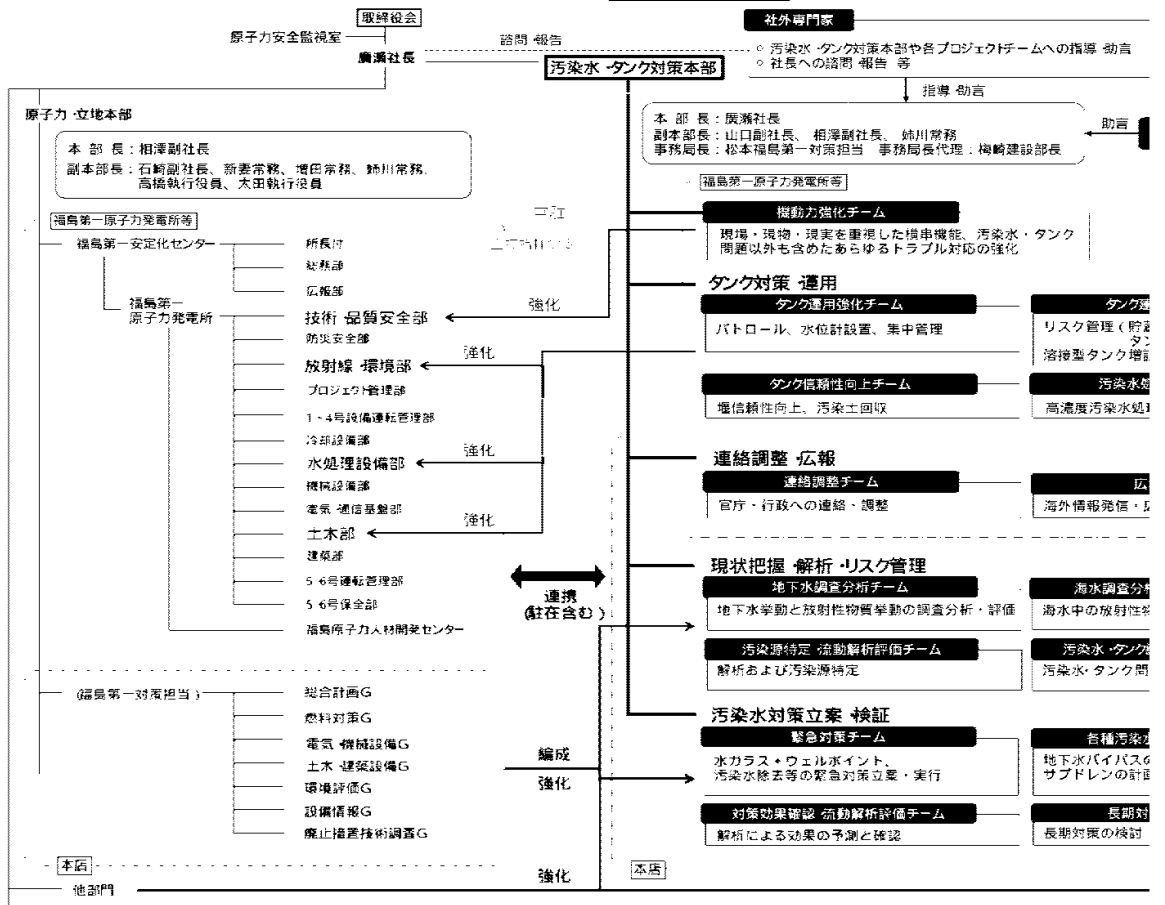 取締役会
原子力安全監視室
廣瀬社長
諮問・報告
汚染水・タンク対策本部
社外専門家
○ 汚染水・タンク対策本部や各プロジェクトチームへの指導・助言
○ 社長への諮問・報告 等
指導・助言
本 部 長：廣瀬社長
副本部長：山口副社長、相澤副社長、姉川常務
事務局長：松本福島第一対策担当 事務局長代理：梅崎建設部長
助言
原子力・立地本部
本 部 長：相澤副社長
副本部長：石崎副社長、新妻常務、増田常務、姉川常務、
高橋執行役員、太田執行役員
福島第一原子力発電所等
福島第一安定化センター
所長付
総務部
広報部
福島第一
原子力発電所
技術・品質安全部
防災安全部
放射線・環境部
プロジェクト管理部
1～4号設備運転管理部
冷却設備部
水処理設備部
機械設備部
電気・通信基盤部
土木部
建築部
5・6号運転管理部
5・6号保全部
福島原子力人材開発センター
強化
強化
強化
強化
連携
(駐在含む)
福島第一原子力発電所等
機動力強化チーム
現場・現物・現実を重視した横串機能、汚染水・タンク
問題以外も含めたあらゆるトラブル対応の強化
タンク対策・運用
タンク運用強化チーム
パトロール、水位計設置、集中管理
リスク管理（貯
溶接型タンク増
タンク信頼性向上チーム
堰信頼性向上、汚染土回収
汚染水処
高濃度汚染水処理
連絡調整・広報
連絡調整チーム
官庁・行政への連絡・調整
広
海外情報発信・
現状把握・解析・リスク管理
地下水調査分析チーム
地下水挙動と放射性物質挙動の調査分析・評価
海水調査分析
海水中の放射性物
汚染源特定・流動解析評価チーム
解析および汚染源特定
汚染水・タンク
汚染水・タンク問
汚染水対策立案・検証
緊急対策チーム
水ガラス・ウェルポイント、
汚染水除去等の緊急対策立案・実行
各種汚染水
地下水バイパスの
サブドレンの計画
対策効果確認・流動解析評価チーム
解析による効果の予測と確認
長期対
長期対策の検討
(福島第一対策担当)
総合計画G
燃料対策G
電気・機械設備G
土木・建築設備G
環境評価G
設備情報G
廃止措置技術調査G
編成
強化
本店
他部門
強化
本店